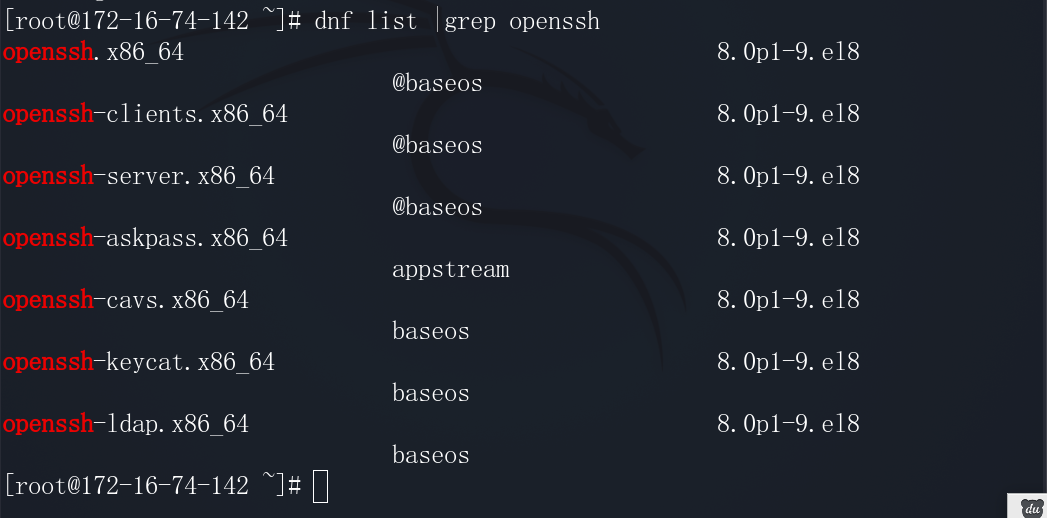 [root@172-16-74-142 ~]# dnf list |grep openssh
openssh.x86_64 8.0p1-9.el8
@baseos
openssh-clients.x86_64 8.0p1-9.el8
@baseos
openssh-server.x86_64 8.0p1-9.el8
@baseos
openssh-askpass.x86_64 8.0p1-9.el8
appstream
openssh-cavs.x86_64 8.0p1-9.el8
baseos
openssh-keycat.x86_64 8.0p1-9.el8
baseos
openssh-ldap.x86_64 8.0p1-9.el8
baseos
[root@172-16-74-142 ~]#
du